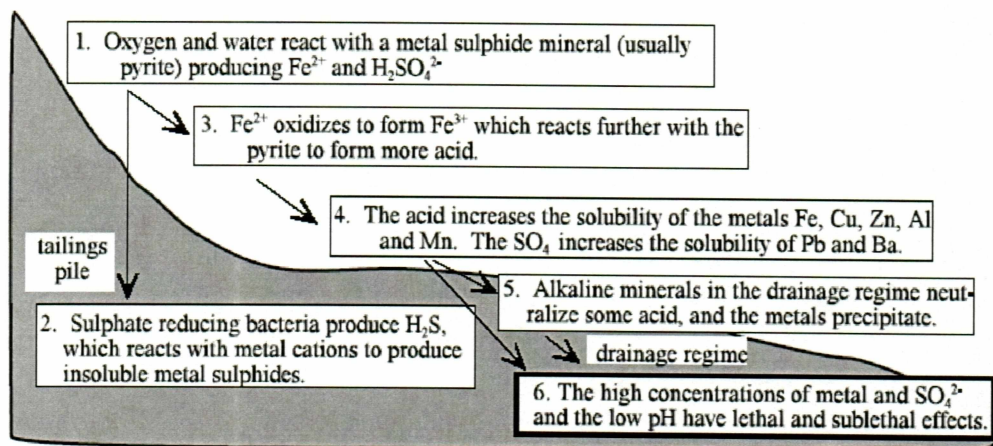 1. Oxygen and water react with a metal sulphide mineral (usually
pyrite) producing Fe²⁺ and H₂SO₄²⁻
3. Fe²⁺ oxidizes to form Fe³⁺ which reacts further with the
pyrite to form more acid.
4. The acid increases the solubility of the metals Fe, Cu, Zn, Al
and Mn. The SO₄ increases the solubility of Pb and Ba.
tailings
pile
5. Alkaline minerals in the drainage regime neut-
ralize some acid, and the metals precipitate.
2. Sulphate reducing bacteria produce H₂S,
which reacts with metal cations to produce
insoluble metal sulphides.
drainage regime
6. The high concentrations of metal and SO₄²⁻
and the low pH have lethal and sublethal effects.